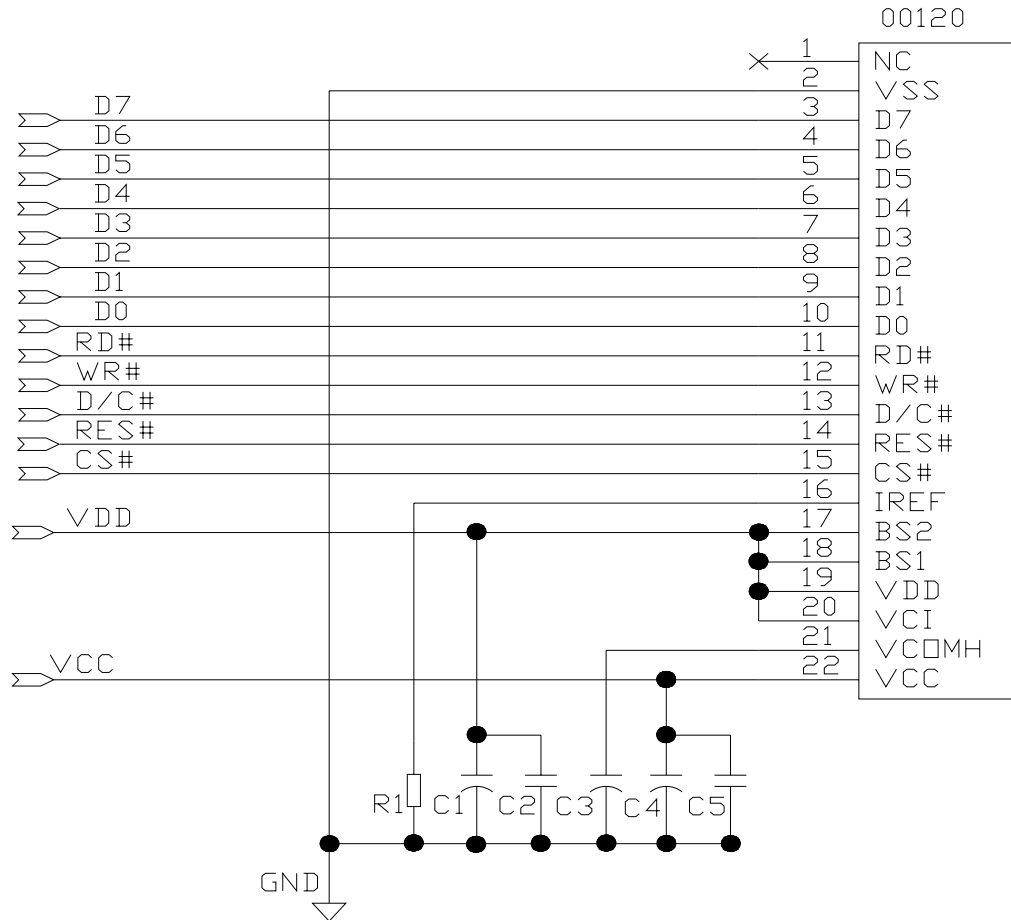 00120
1 NC
2 VSS
D7 3 D7
D6 4 D6
D5 5 D5
D4 6 D4
D3 7 D3
D2 8 D2
D1 9 D1
D0 10 D0
RD# 11 RD#
WR# 12 WR#
D/C# 13 D/C#
RES# 14 RES#
CS# 15 CS#
16 IREF
VDD 17 BS2
18 BS1
19 VDD
20 VCI
21 VCOMH
VCC 22 VCC
R1 C1 C2 C3 C4 C5
GND